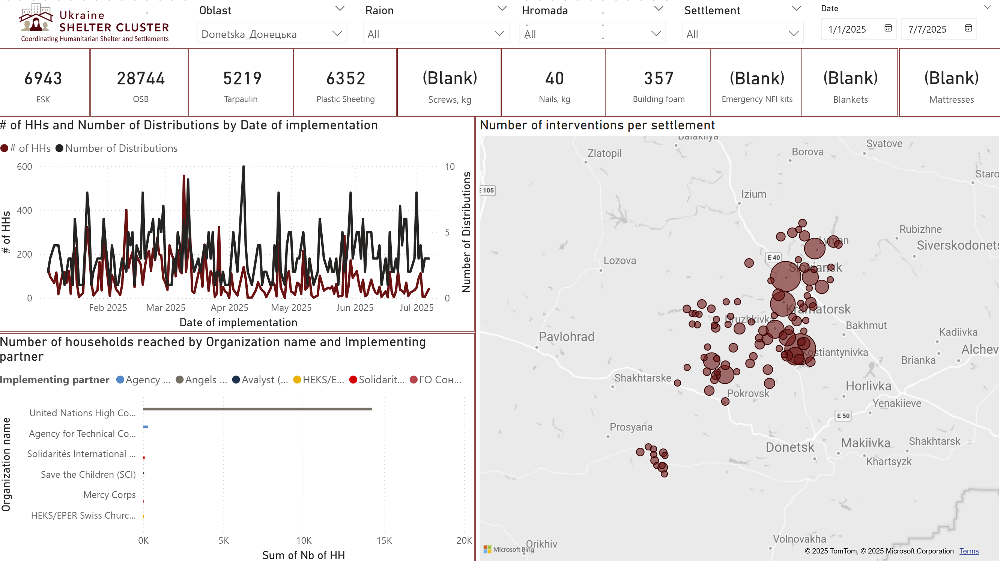 Ukraine
SHELTER CLUSTER
Coordinating Humanitarian Shelter and Settlements
Oblast
Donetska_Донецька
Raion
All
Hromada
All
Settlement
All
Date
1/1/2025
7/7/2025
6943
ESK
28744
OSB
5219
Tarpaulin
6352
Plastic Sheeting
(Blank)
Screws, kg
40
Nails, kg
357
Building foam
(Blank)
Emergency NFI kits
(Blank)
Blankets
(Blank)
Mattresses
# of HHs and Number of Distributions by Date of implementation
# of HHs
Number of Distributions
600
400
200
0
# of HHs
10
5
0
Number of Distributions
Feb 2025
Mar 2025
Apr 2025
May 2025
Jun 2025
Jul 2025
Date of implementation
Number of households reached by Organization name and Implementing
partner
Implementing partner
Agency ...
Angels ...
Avalyst (...
HEKS/E...
Solidarit...
ГО Сон...
Organization name
United Nations High Co...
Agency for Technical Co...
Solidarités International ...
Save the Children (SCI)
Mercy Corps
HEKS/EPER Swiss Churc...
0K
5K
10K
15K
20K
Sum of Nb of HH
Number of interventions per settlement
Balakliya
Svatove
Zlatopil
Borova
Staro
E 105
Izium
Rubizhne
Lyman
Siverskodonets
E 40
Lozova
Sloviansk
Kramatorsk
Druzhkivka
Bakhmut
Kadiivka
Pavlohrad
Alchev
Kostiantynivka
Brianka
Shakhtarske
Horlivka
Pokrovsk
Yenakiieve
E 50
Prosyana
Shakhtarsk
Makiivka
Donetsk
Khartsyzk
Volnovakha
Orikhiv
Microsoft Bing
© 2025 TomTom, © 2025 Microsoft Corporation Terms